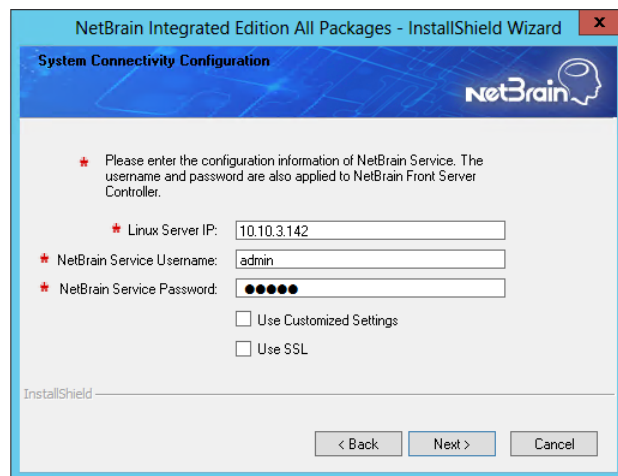 NetBrain Integrated Edition All Packages - InstallShield Wizard
x
System Connectivity Configuration
NetBrain
* Please enter the configuration information of NetBrain Service. The
username and password are also applied to NetBrain Front Server
Controller.
* Linux Server IP: 10.10.3.142
* NetBrain Service Username: admin
* NetBrain Service Password: ●●●●●
Use Customized Settings
Use SSL
InstallShield
< Back Next > Cancel